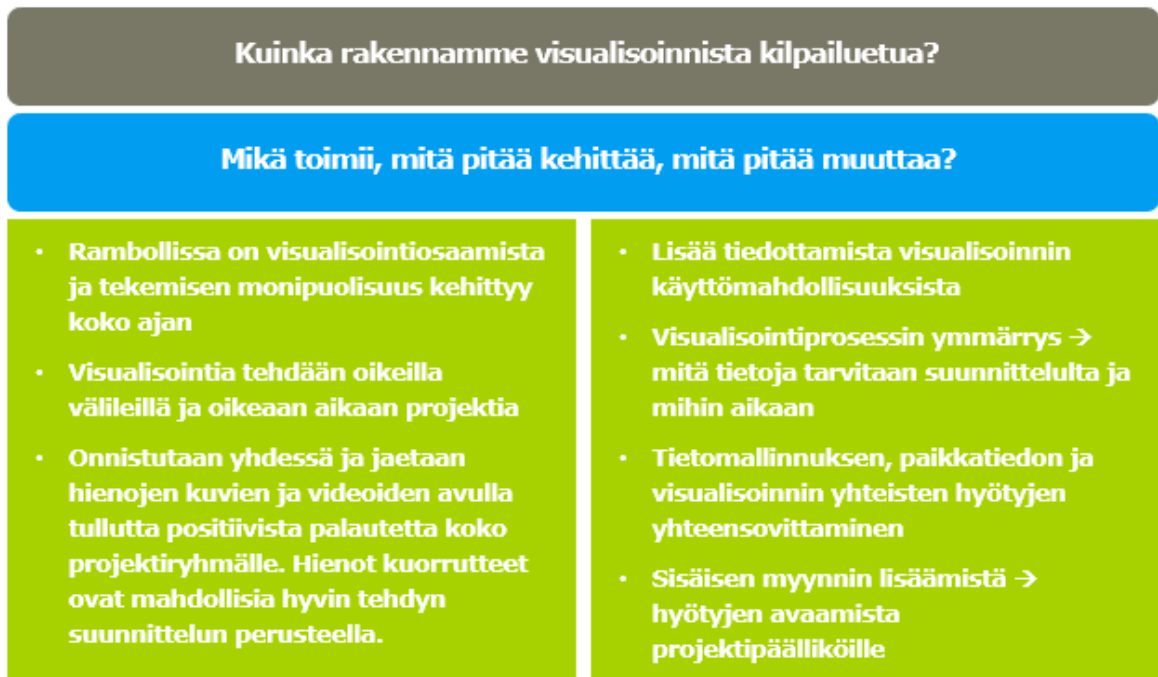 Kuinka rakennamme visualisoinnista kilpailuetua?
Mikä toimii, mitä pitää kehittää, mitä pitää muuttaa?
• Rambollissa on visualisointiosaamista
ja tekemisen monipuolisuus kehittyy
koko ajan
• Visualisointia tehdään oikeilla
välileillä ja oikeaan aikaan projektia
• Onnistutaan yhdessä ja jaetaan
hienojen kuvien ja videoiden avulla
tullutta positiivista palautetta koko
projektiryhmälle. Hienot kuorrutteet
ovat mahdollisia hyvin tehdyn
suunnittelun perusteella.
• Lisää tiedottamista visualisoinnin
käyttömahdollisuuksista
• Visualisointiprosessin ymmärrys →
mitä tietoja tarvitaan suunnittelulta ja
mihin aikaan
• Tietomallinnuksen, paikkatiedon ja
visualisoinnin yhteisten hyötyjen
yhteensovittaminen
• Sisäisen myynnin lisäämistä →
hyötyjen avaamista
projektipäälliköille